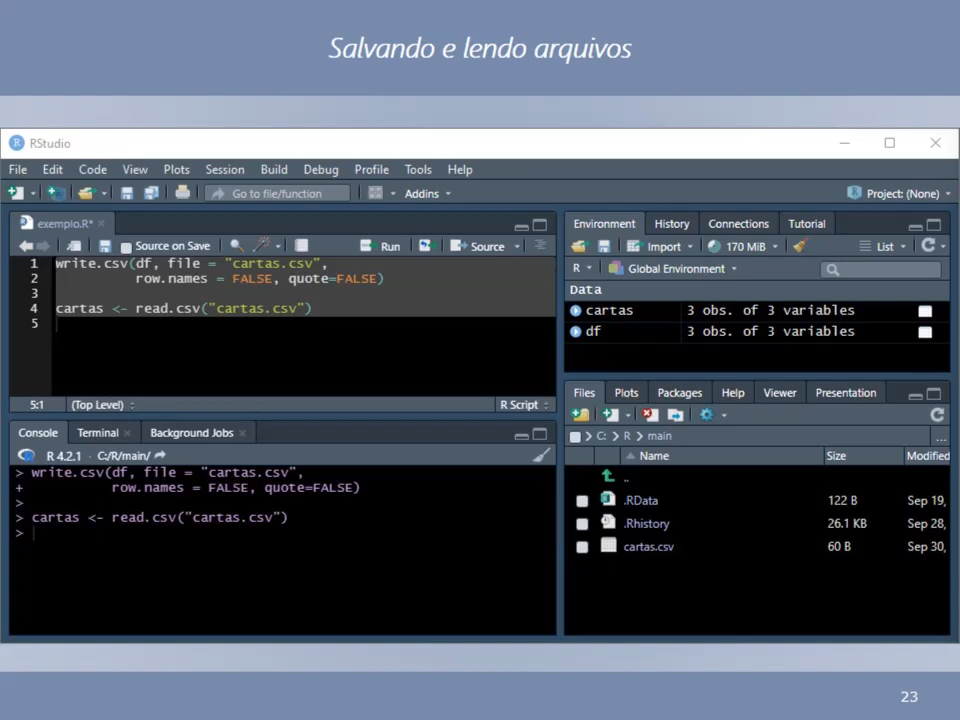 Salvando e lendo arquivos
RStudio
File Edit Code View Plots Session Build Debug Profile Tools Help
Go to file/function Addins Project: (None)
exemplo.R*
Source on Save Run Source
1 write.csv(df, file = "cartas.csv",
2 row.names = FALSE, quote=FALSE)
3
4 cartas <- read.csv("cartas.csv")
5
5:1 (Top Level) R Script
Console Terminal Background Jobs
R 4.2.1 · C:/R/main/
> write.csv(df, file = "cartas.csv",
+ row.names = FALSE, quote=FALSE)
>
> cartas <- read.csv("cartas.csv")
>
Environment History Connections Tutorial
Import 170 MiB List
R Global Environment
Data
cartas 3 obs. of 3 variables
df 3 obs. of 3 variables
Files Plots Packages Help Viewer Presentation
C: R main ...
Name Size Modified
..
.RData 122 B Sep 19,
.Rhistory 26.1 KB Sep 28,
cartas.csv 60 B Sep 30,
23